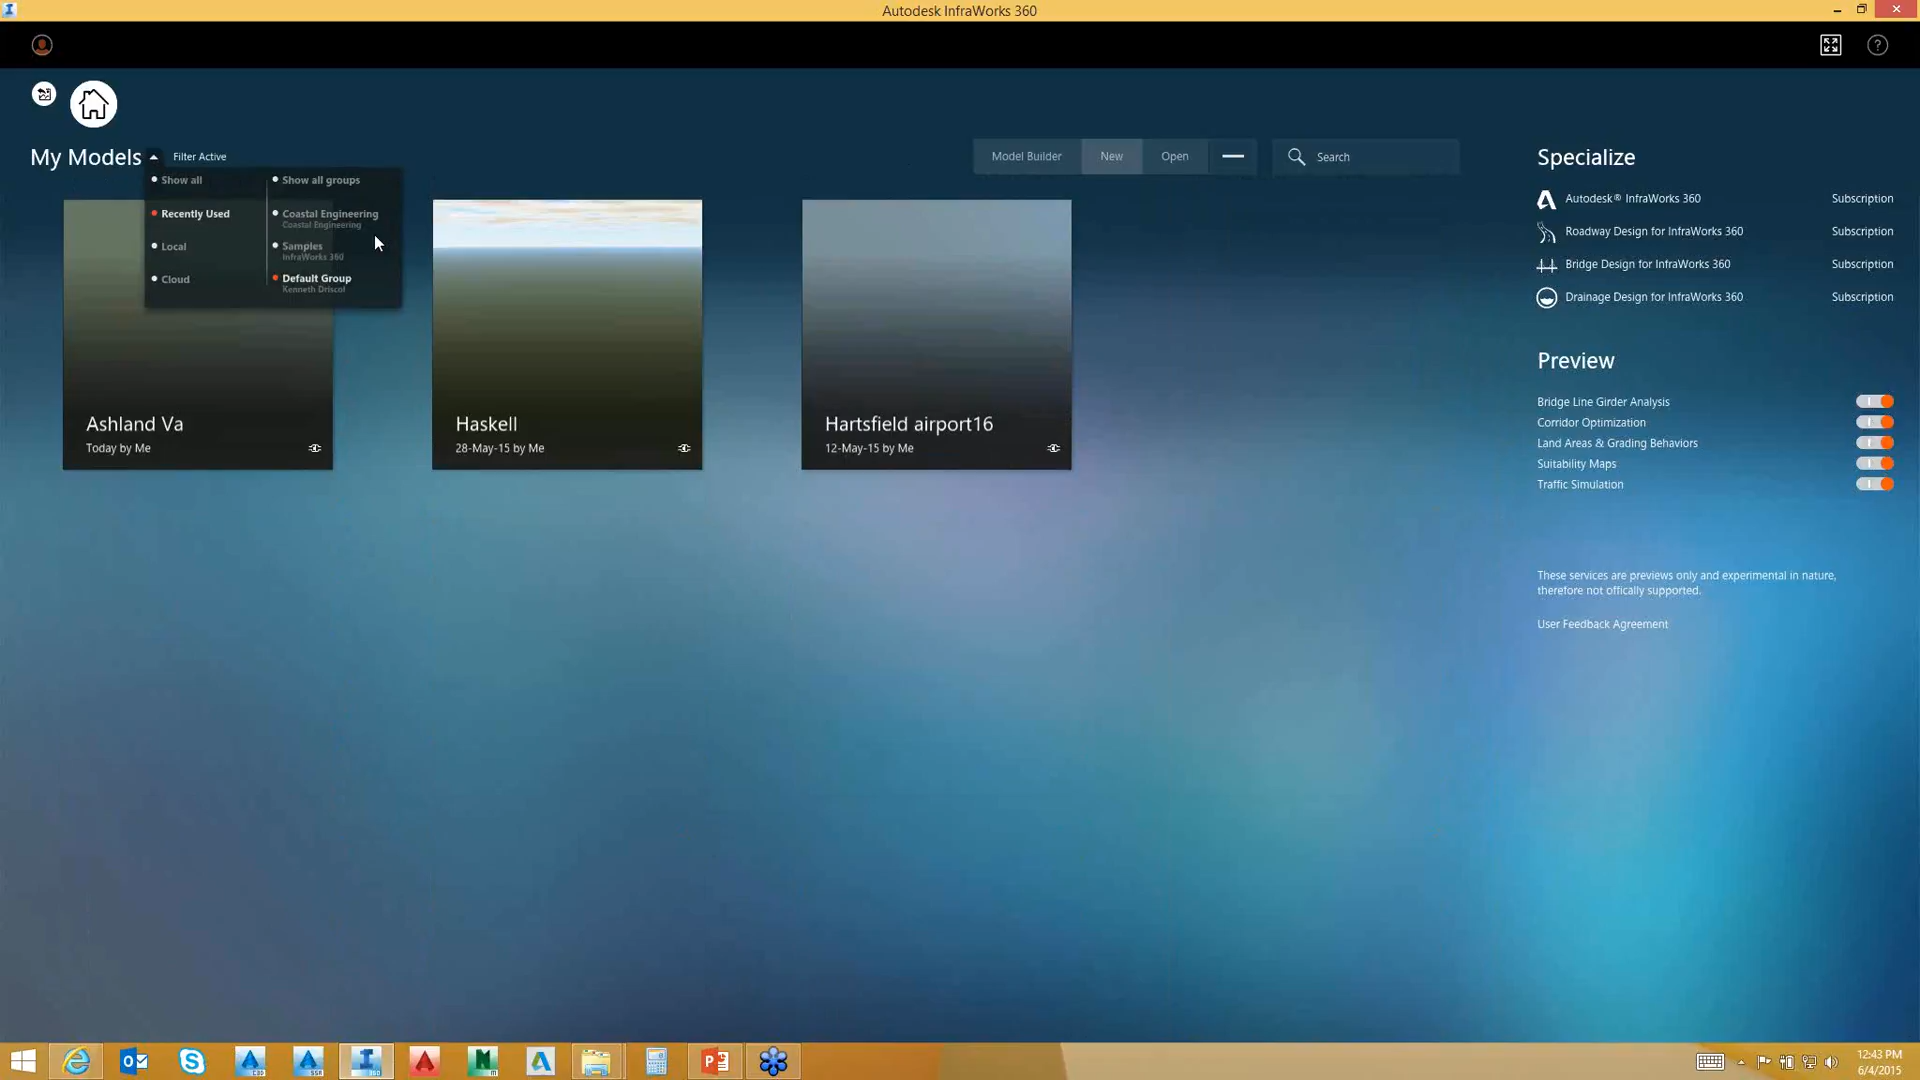 Autodesk InfraWorks 360
My Models
Filter Active
Show all
Recently Used
Local
Cloud
Show all groups
Coastal Engineering
Coastal Engineering
Samples
InfraWorks 360
Default Group
Kenneth Driscol
Model Builder
New
Open
Search
Ashland Va
Today by Me
Haskell
28-May-15 by Me
Hartsfield airport16
12-May-15 by Me
Specialize
Autodesk® InfraWorks 360 Subscription
Roadway Design for InfraWorks 360 Subscription
Bridge Design for InfraWorks 360 Subscription
Drainage Design for InfraWorks 360 Subscription
Preview
Bridge Line Girder Analysis
Corridor Optimization
Land Areas & Grading Behaviors
Suitability Maps
Traffic Simulation
These services are previews only and experimental in nature,
therefore not offically supported.
User Feedback Agreement
12:43 PM
6/4/2015